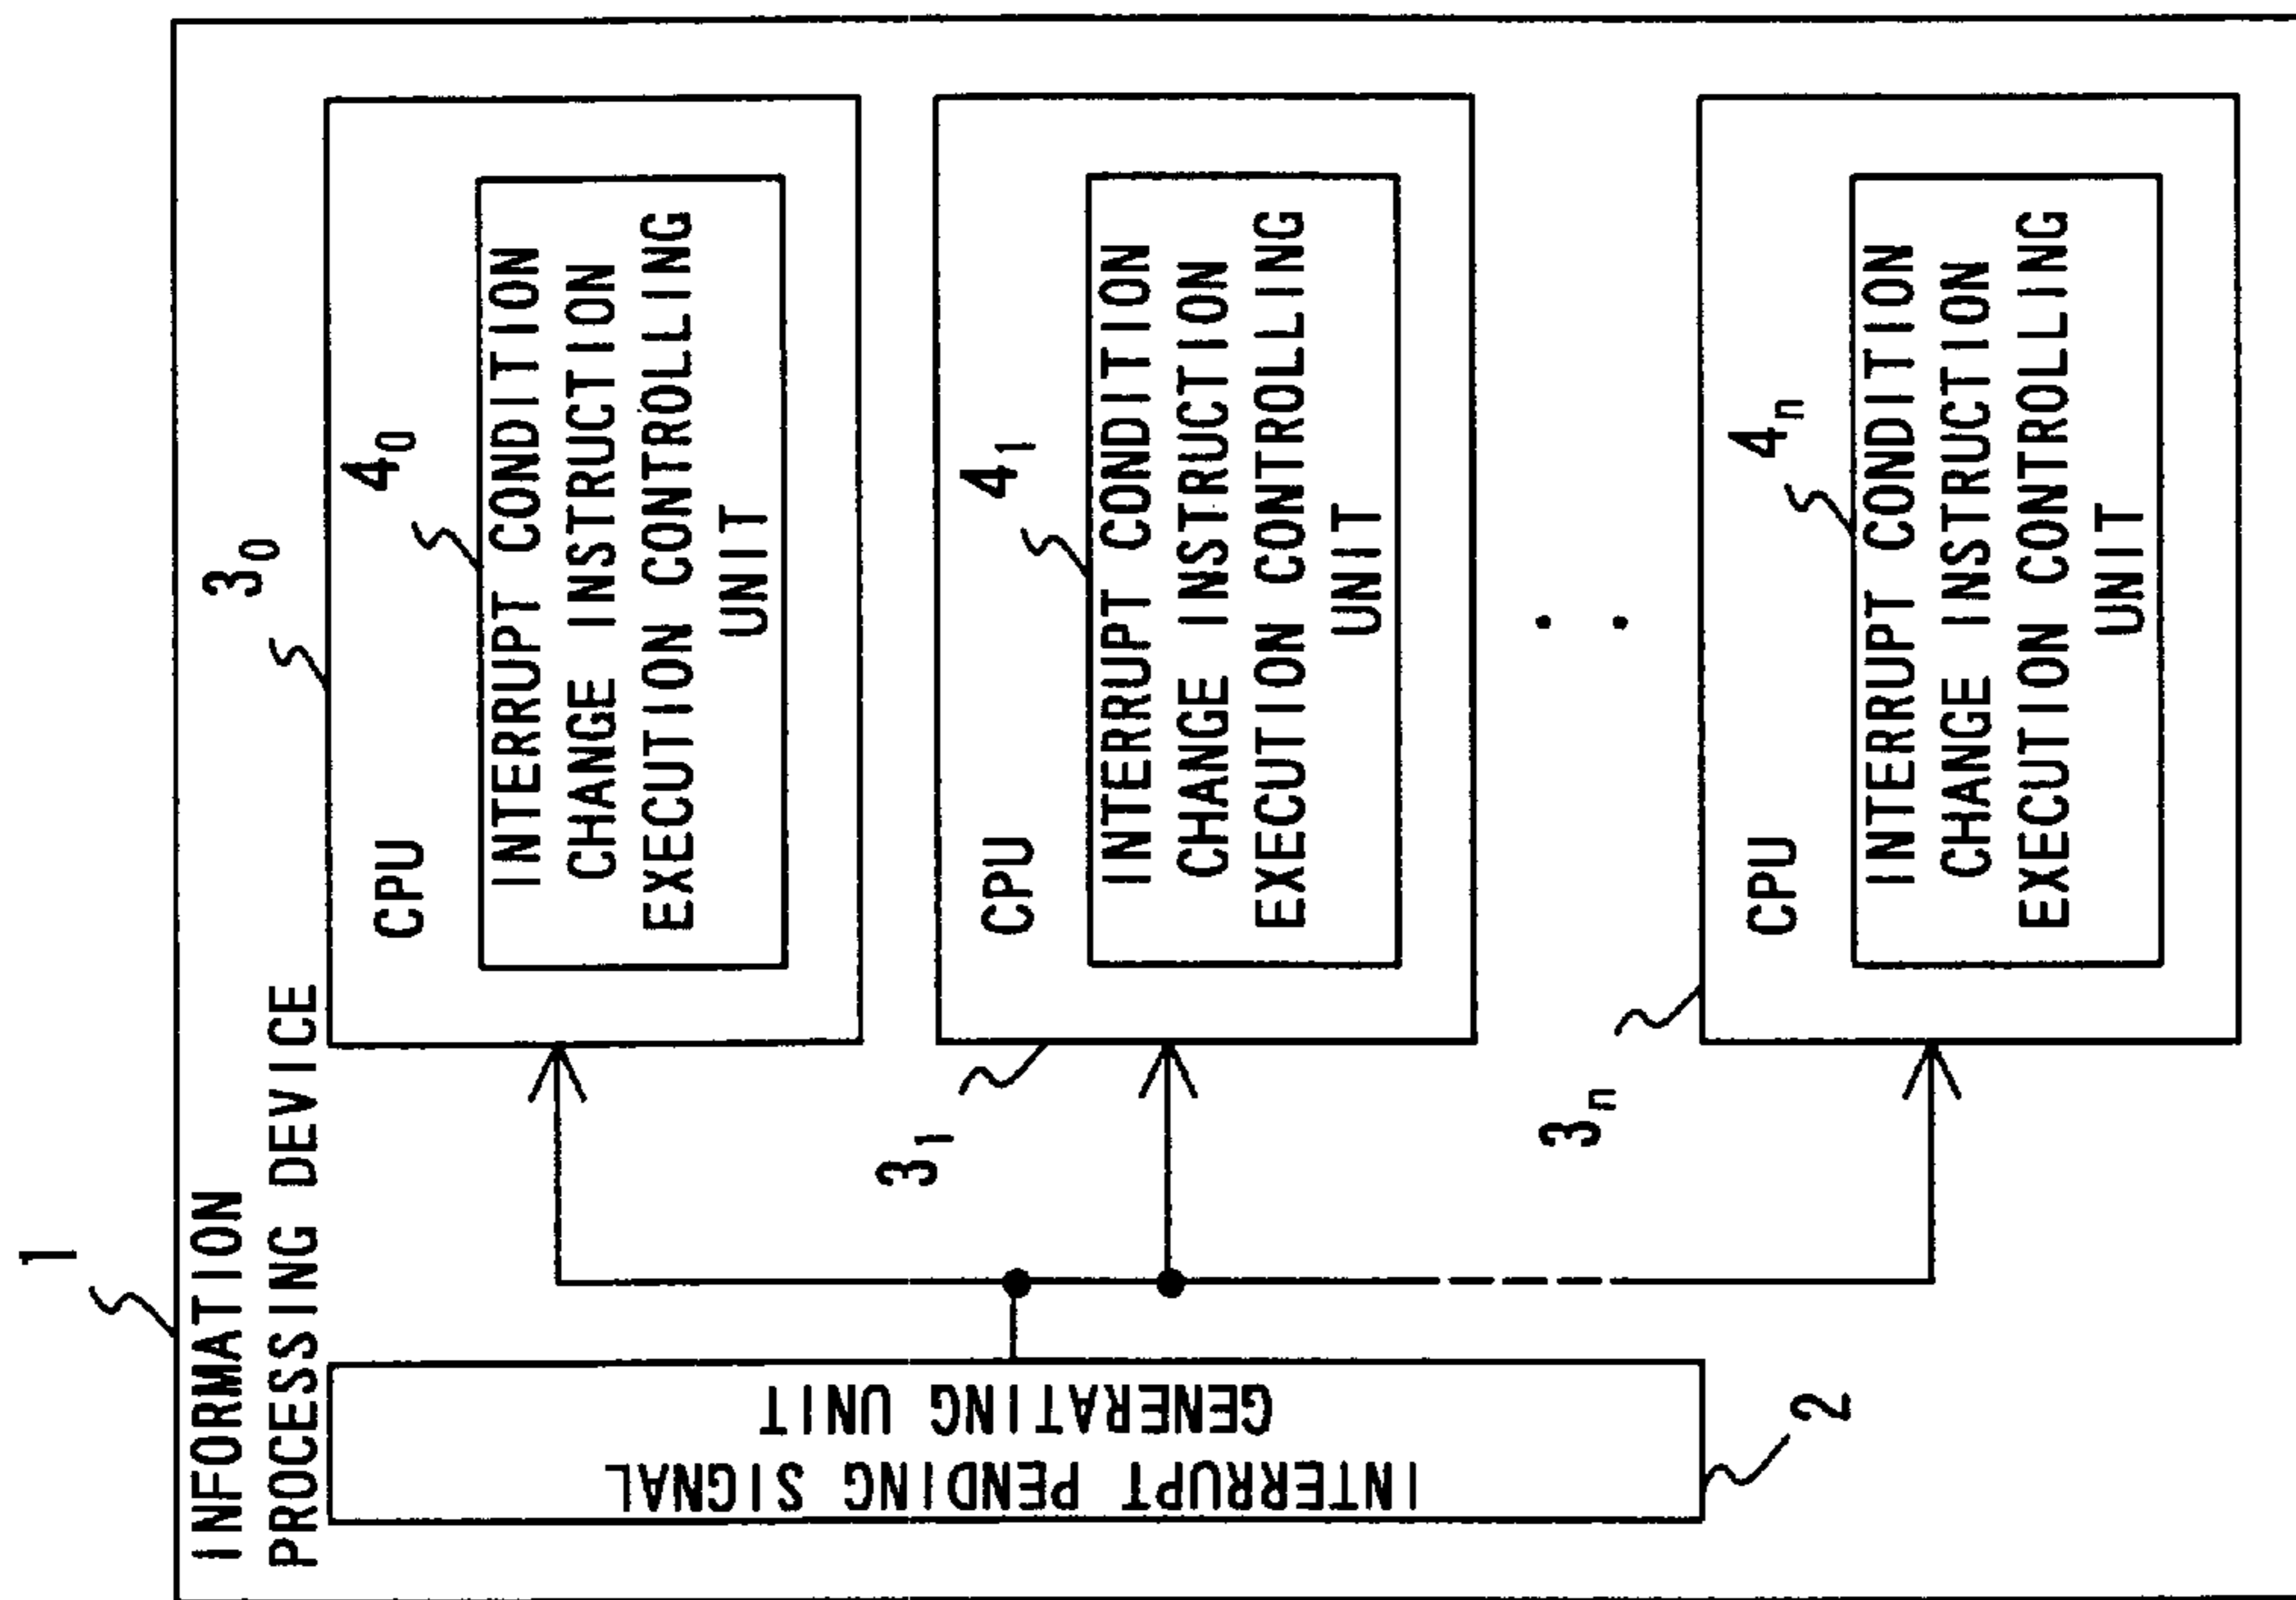 1
INFORMATION
PROCESSING DEVICE
INTERRUPT PENDING SIGNAL
GENERATING UNIT
2
3₀
CPU
4₀
INTERRUPT CONDITION
CHANGE INSTRUCTION
EXECUTION CONTROLLING
UNIT
3₁
CPU
4₁
INTERRUPT CONDITION
CHANGE INSTRUCTION
EXECUTION CONTROLLING
UNIT
3ₙ
CPU
4ₙ
INTERRUPT CONDITION
CHANGE INSTRUCTION
EXECUTION CONTROLLING
UNIT